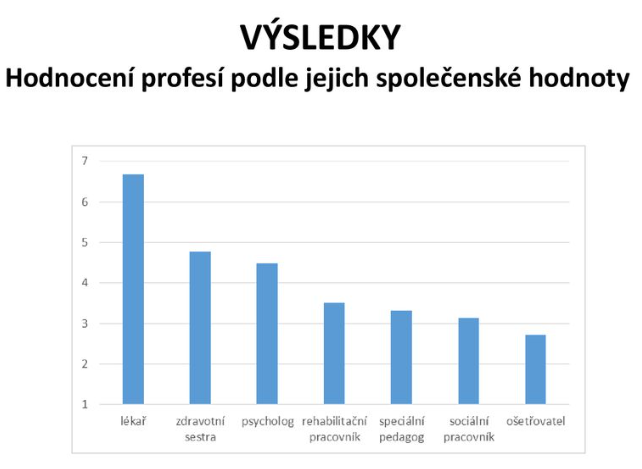 VÝSLEDKY
Hodnocení profesí podle jejich společenské hodnoty
7
6
5
4
3
2
1
lékař
zdravotní
sestra
psycholog
rehabilitační
pracovník
speciální
pedagog
sociální
pracovník
ošetřovatel